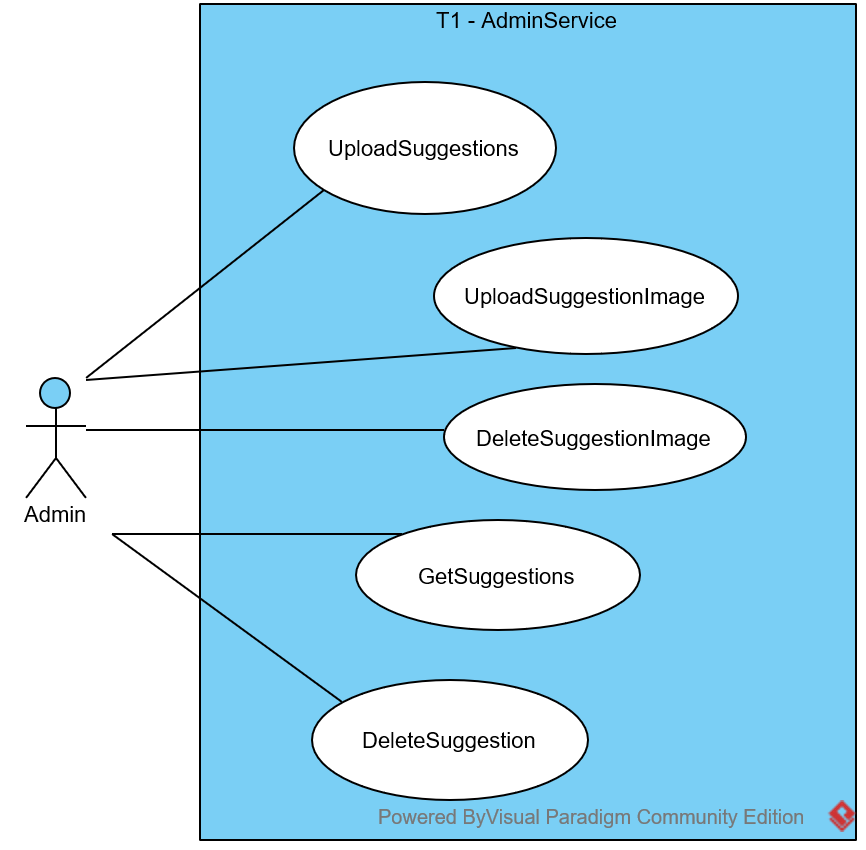 T1 - AdminService
UploadSuggestions
UploadSuggestionImage
DeleteSuggestionImage
Admin
GetSuggestions
DeleteSuggestion
Powered ByVisual Paradigm Community Edition